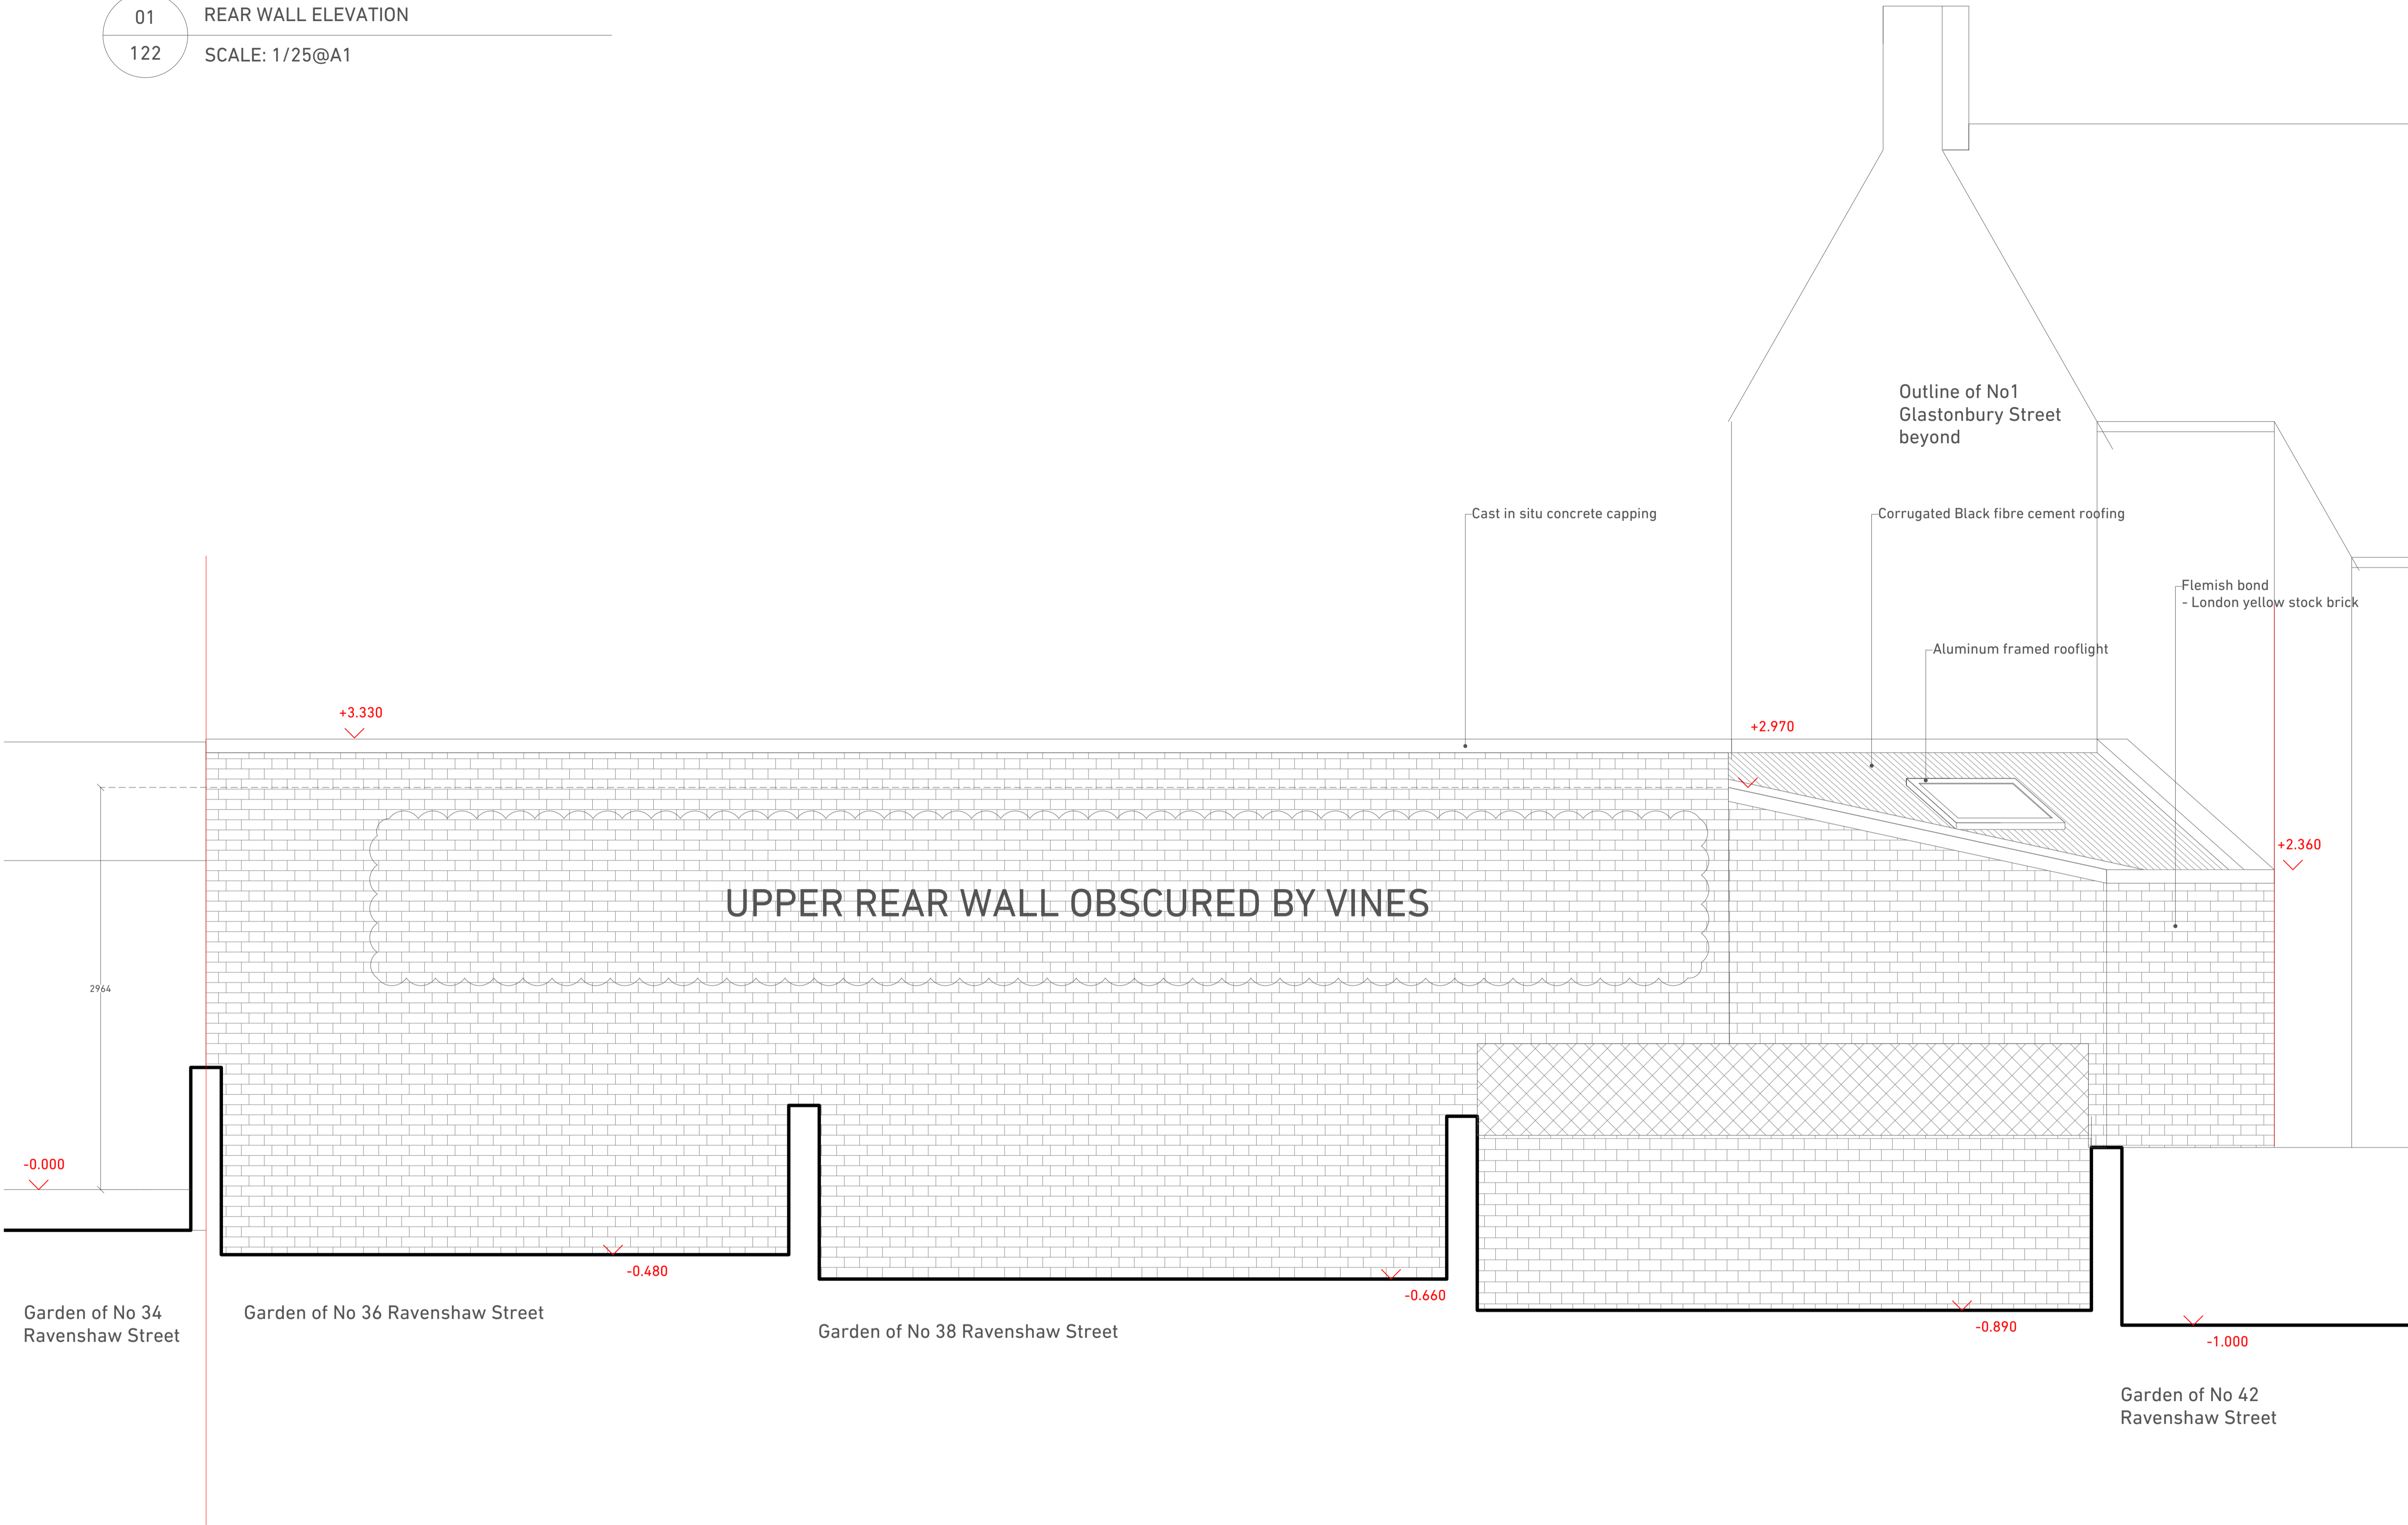 01
REAR WALL ELEVATION
122
SCALE: 1/25@A1
Outline of No1
Glastonbury Street
beyond
Cast in situ concrete capping
Corrugated Black fibre cement roofing
Flemish bond
- London yellow stock brick
Aluminum framed rooflight
+3.330
+2.970
+2.360
UPPER REAR WALL OBSCURED BY VINES
2964
-0.000
-0.480
-0.660
-0.890
-1.000
Garden of No 34
Ravenshaw Street
Garden of No 36 Ravenshaw Street
Garden of No 38 Ravenshaw Street
Garden of No 42
Ravenshaw Street